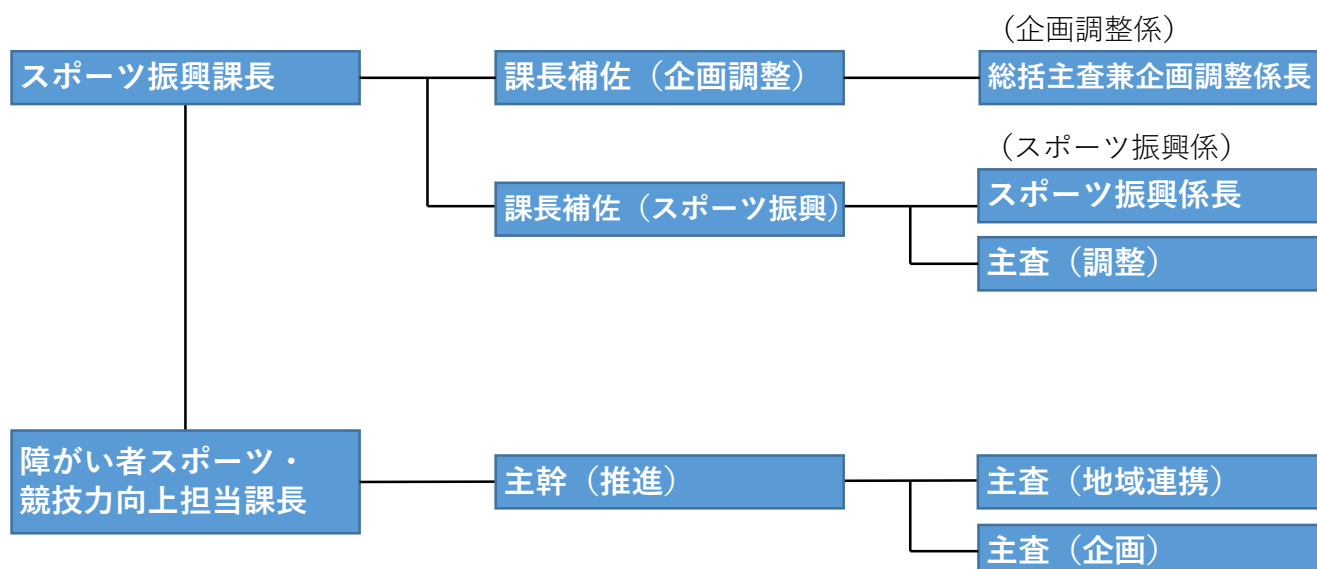 （企画調整係）
スポーツ振興課長
課長補佐（企画調整）
総括主査兼企画調整係長
（スポーツ振興係）
課長補佐（スポーツ振興）
スポーツ振興係長
主査（調整）
障がい者スポーツ・
競技力向上担当課長
主幹（推進）
主査（地域連携）
主査（企画）